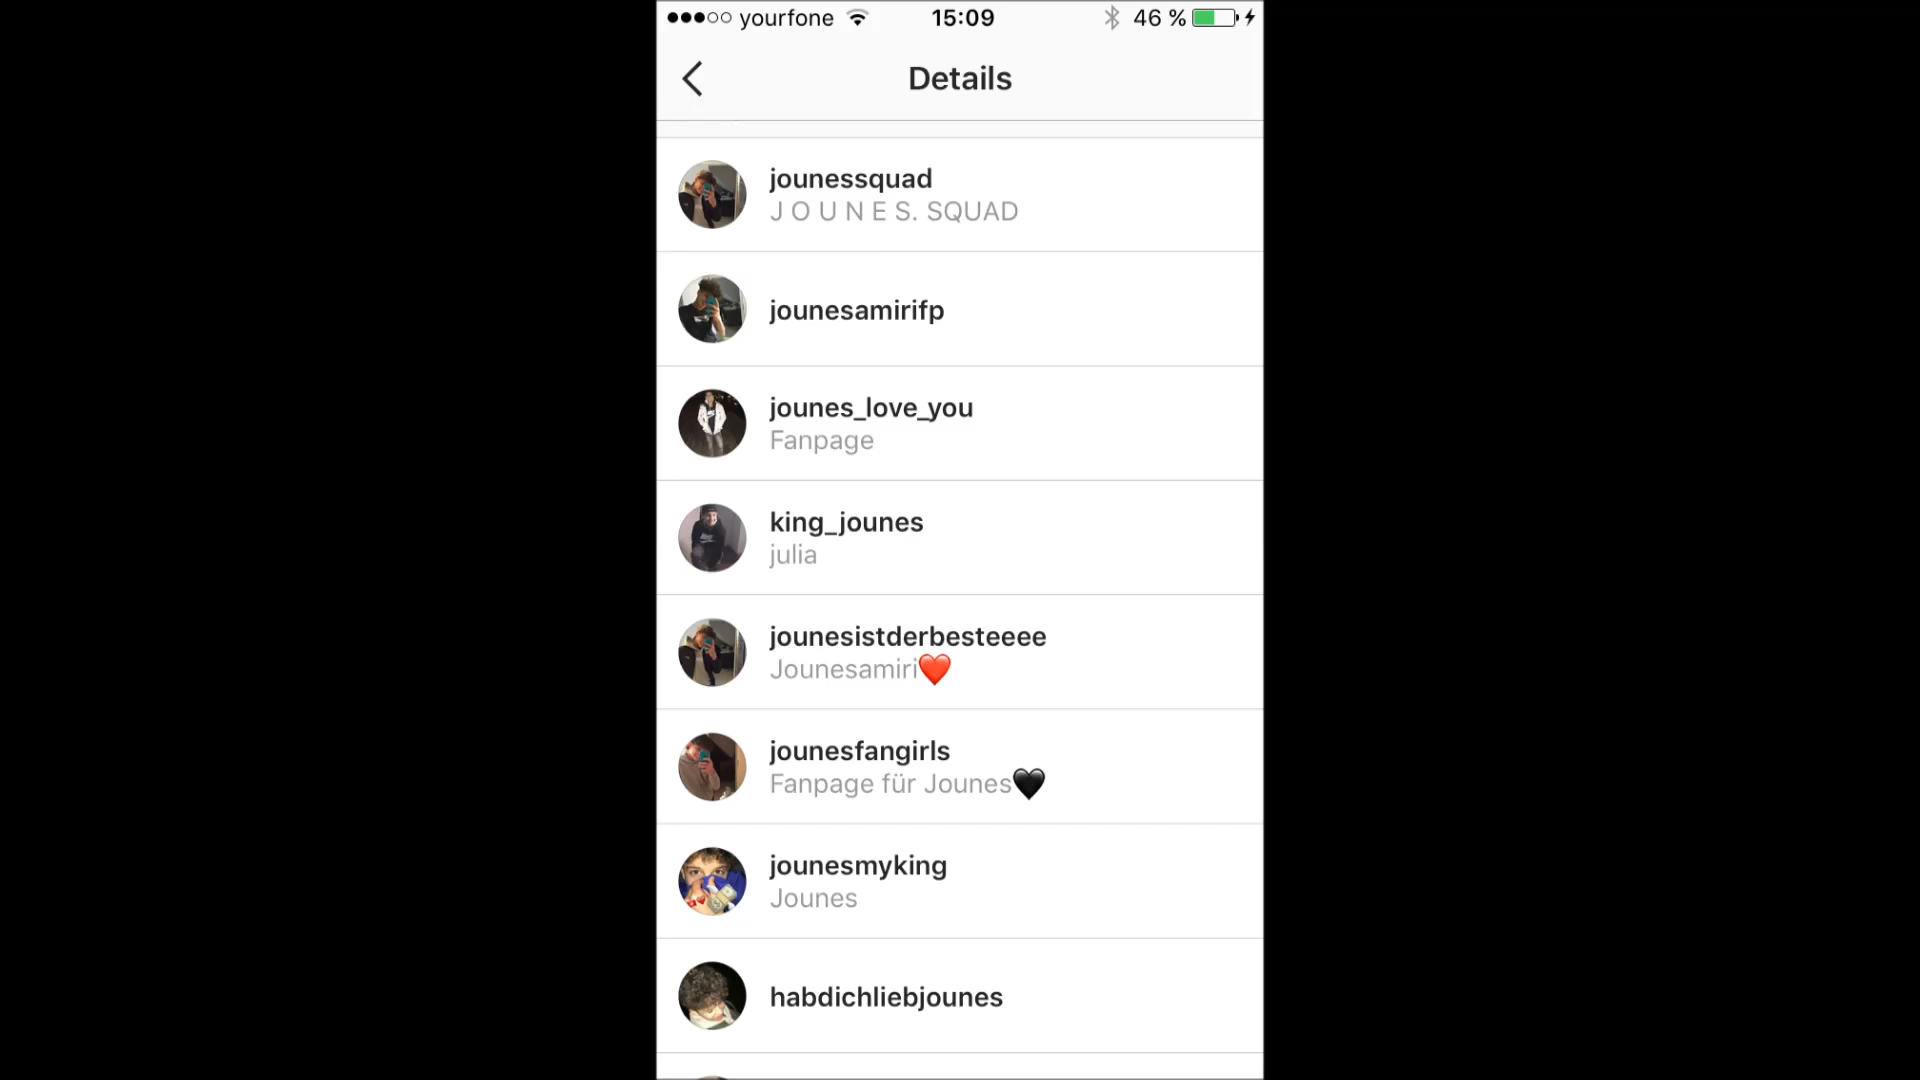 yourfone 15:09 46 %
Details
jounessquad
J O U N E S. SQUAD
jounesamirifp
jounes_love_you
Fanpage
king_jounes
julia
jounesistderbesteeee
Jounesamiri❤️
jounesfangirls
Fanpage für Jounes🖤
jounesmyking
Jounes
habdichliebjounes